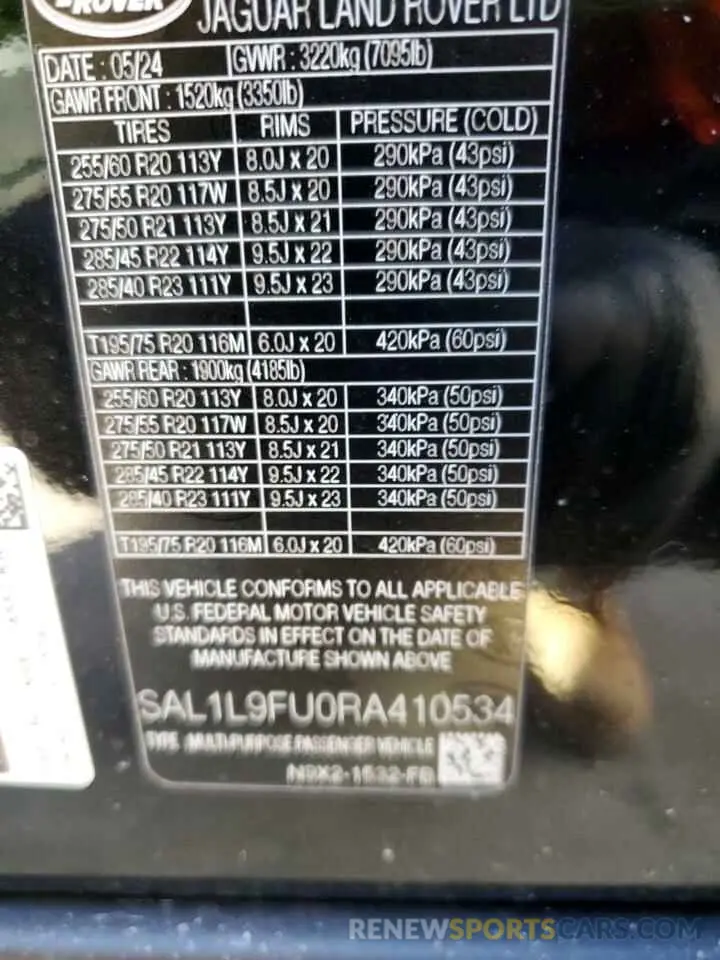 ROVER
JAGUAR LAND ROVER LTD
DATE : 05/24 GVWR : 3220kg (7095lb)
GAWR FRONT : 1520kg (3350lb)
TIRES RIMS PRESSURE (COLD)
255/60 R20 113Y 8.0J x 20 290kPa (43psi)
275/55 R20 117W 8.5J x 20 290kPa (43psi)
275/50 R21 113Y 8.5J x 21 290kPa (43psi)
285/45 R22 114Y 9.5J x 22 290kPa (43psi)
285/40 R23 111Y 9.5J x 23 290kPa (43psi)
T195/75 R20 116M 6.0J x 20 420kPa (60psi)
GAWR REAR : 1900kg (4185lb)
255/60 R20 113Y 8.0J x 20 340kPa (50psi)
275/55 R20 117W 8.5J x 20 340kPa (50psi)
275/50 R21 113Y 8.5J x 21 340kPa (50psi)
285/45 R22 114Y 9.5J x 22 340kPa (50psi)
285/40 R23 111Y 9.5J x 23 340kPa (50psi)
T195/75 R20 116M 6.0J x 20 420kPa (60psi)
THIS VEHICLE CONFORMS TO ALL APPLICABLE
U.S. FEDERAL MOTOR VEHICLE SAFETY
STANDARDS IN EFFECT ON THE DATE OF
MANUFACTURE SHOWN ABOVE
SAL1L9FU0RA410534
TYPE : MULTI-PURPOSE PASSENGER VEHICLE
RENEWSPORTSCARS.COM